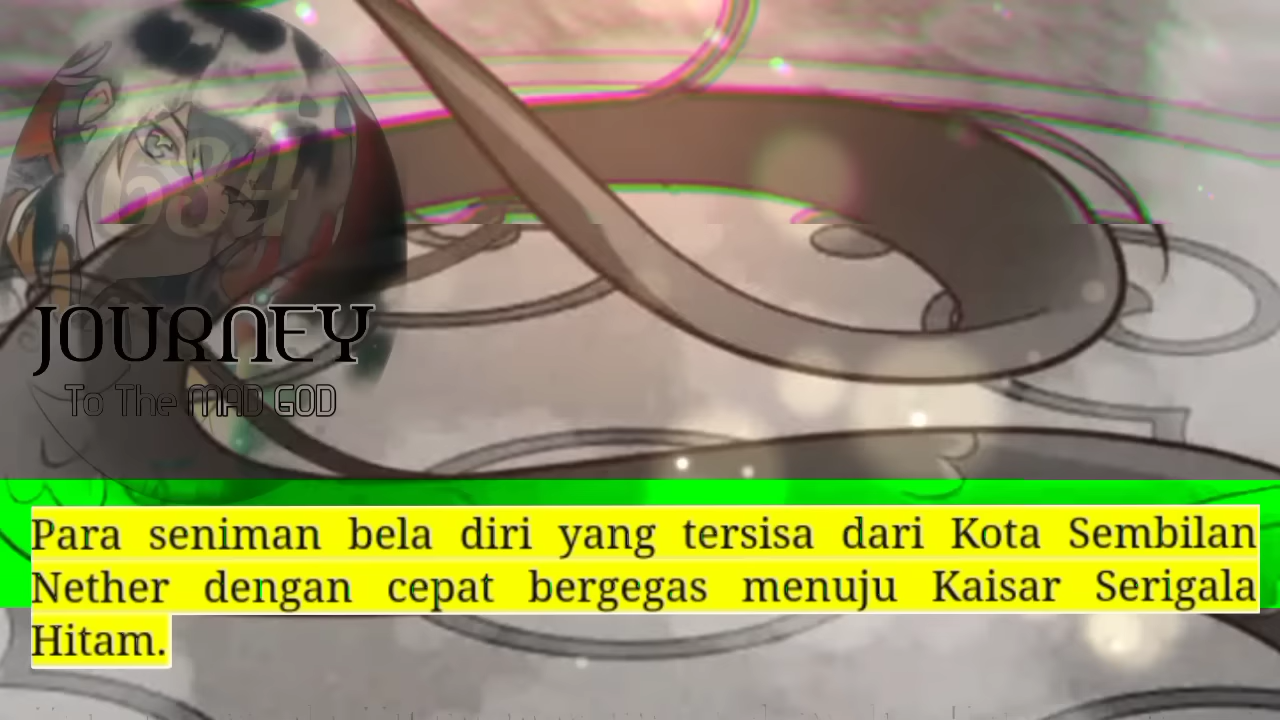 684
JOURNEY
To The MAD GOD
Para seniman bela diri yang tersisa dari Kota Sembilan
Nether dengan cepat bergegas menuju Kaisar Serigala
Hitam.